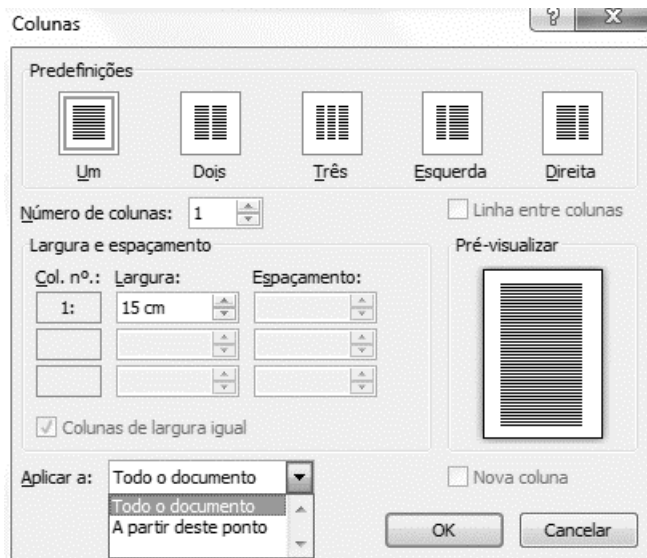 Colunas
Predefinições
Um Dois Três Esquerda Direita
Número de colunas: 1 Linha entre colunas
Largura e espaçamento Pré-visualizar
Col. nº.: Largura: Espaçamento:
1: 15 cm
Colunas de largura igual
Aplicar a: Todo o documento Nova coluna
Todo o documento
A partir deste ponto
OK Cancelar